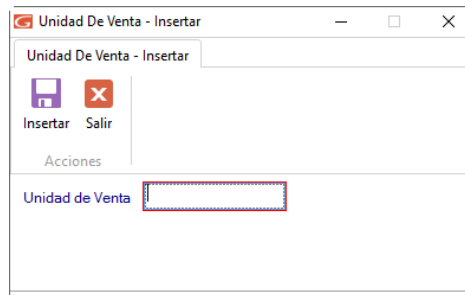 Unidad De Venta - Insertar
Unidad De Venta - Insertar
Insertar Salir
Acciones
Unidad de Venta